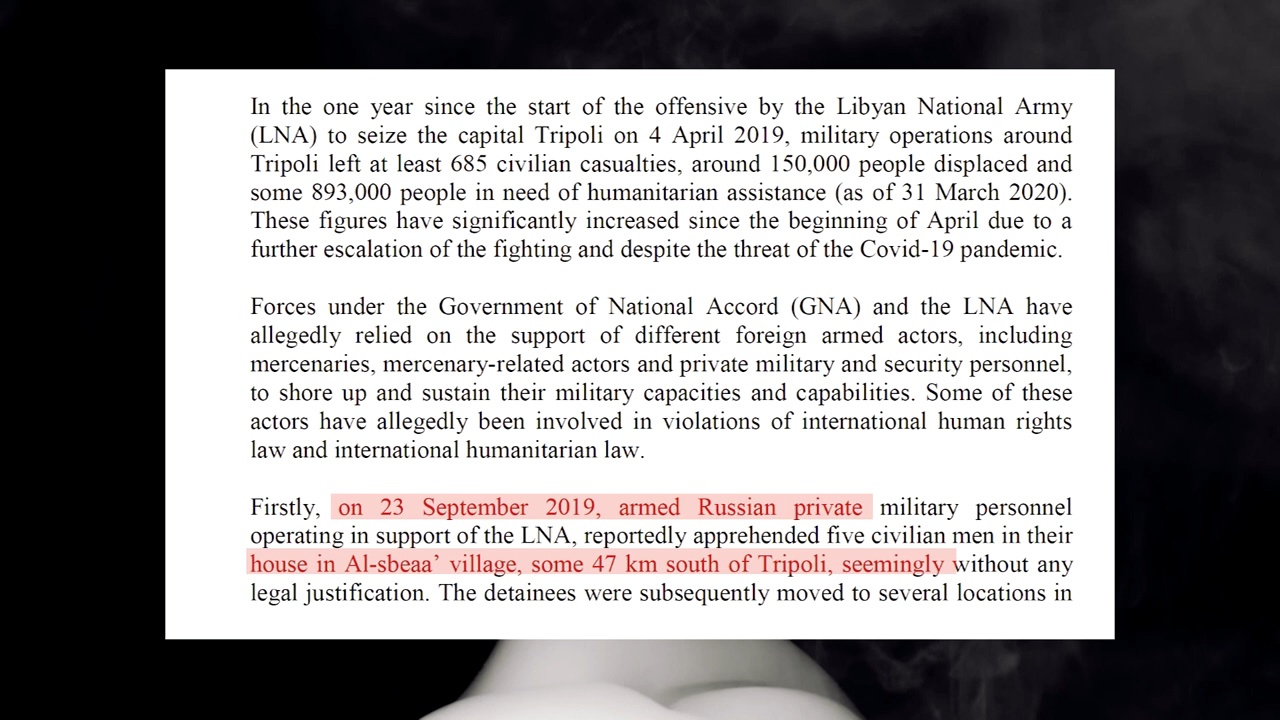 In the one year since the start of the offensive by the Libyan National Army
(LNA) to seize the capital Tripoli on 4 April 2019, military operations around
Tripoli left at least 685 civilian casualties, around 150,000 people displaced and
some 893,000 people in need of humanitarian assistance (as of 31 March 2020).
These figures have significantly increased since the beginning of April due to a
further escalation of the fighting and despite the threat of the Covid-19 pandemic.
Forces under the Government of National Accord (GNA) and the LNA have
allegedly relied on the support of different foreign armed actors, including
mercenaries, mercenary-related actors and private military and security personnel,
to shore up and sustain their military capacities and capabilities. Some of these
actors have allegedly been involved in violations of international human rights
law and international humanitarian law.
Firstly, on 23 September 2019, armed Russian private military personnel
operating in support of the LNA, reportedly apprehended five civilian men in their
house in Al-sbeaa’ village, some 47 km south of Tripoli, seemingly without any
legal justification. The detainees were subsequently moved to several locations in